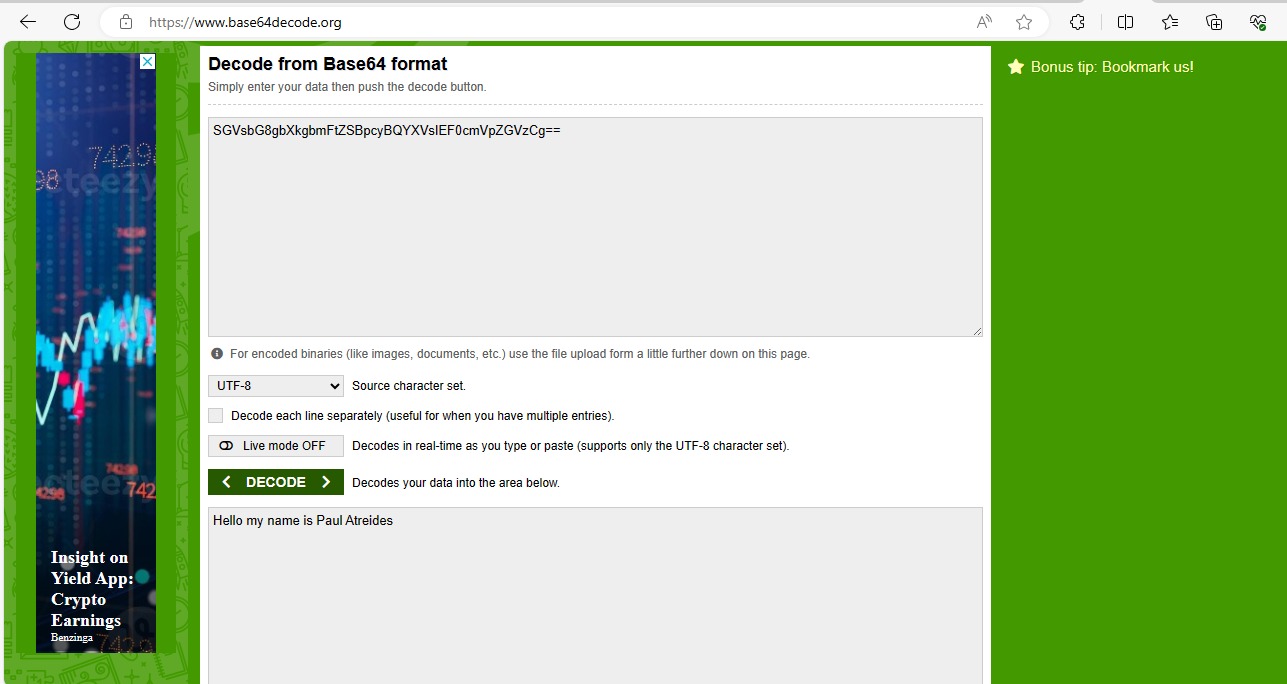 https://www.base64decode.org
Decode from Base64 format
Simply enter your data then push the decode button.
SGVsbG8gbXkgbmFtZSBpcyBQYXVsIEF0cmVpZGVzCg==
For encoded binaries (like images, documents, etc.) use the file upload form a little further down on this page.
UTF-8 Source character set.
Decode each line separately (useful for when you have multiple entries).
Live mode OFF Decodes in real-time as you type or paste (supports only the UTF-8 character set).
DECODE Decodes your data into the area below.
Hello my name is Paul Atreides
Bonus tip: Bookmark us!
74298
98
74298
74298
74298
742
Insight on
Yield App:
Crypto
Earnings
Benzinga